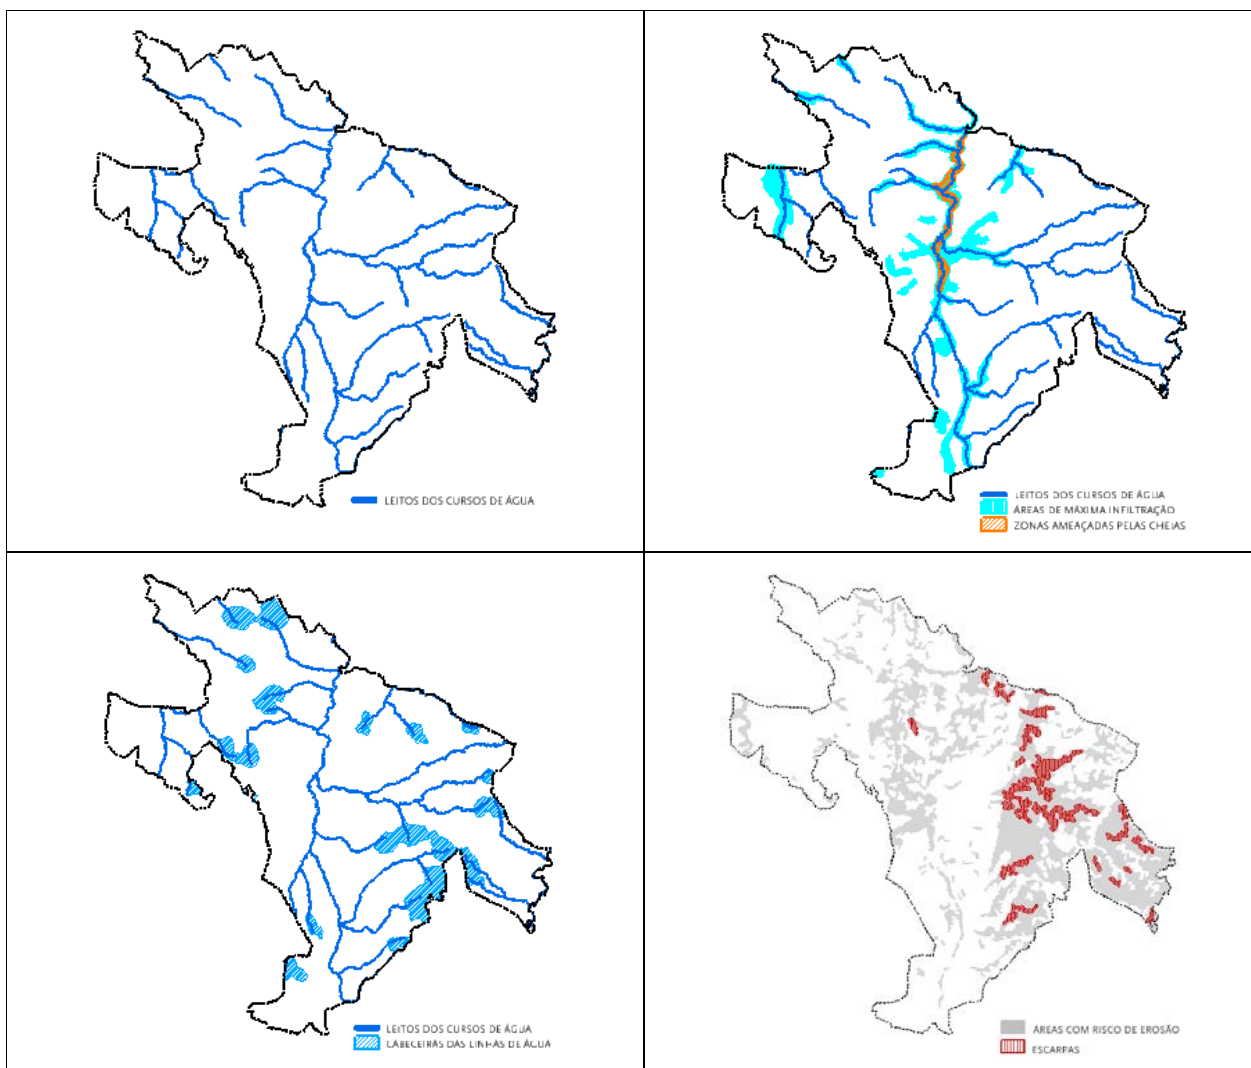 LEITOS DOS CURSOS DE ÁGUA
LEITOS DOS CURSOS DE ÁGUA
ÁREAS DE MÁXIMA INFILTRAÇÃO
ZONAS AMEAÇADAS PELAS CHEIAS
LEITOS DOS CURSOS DE ÁGUA
CABECEIRAS DAS LINHAS DE ÁGUA
ÁREAS COM RISCO DE EROSÃO
ESCARPAS